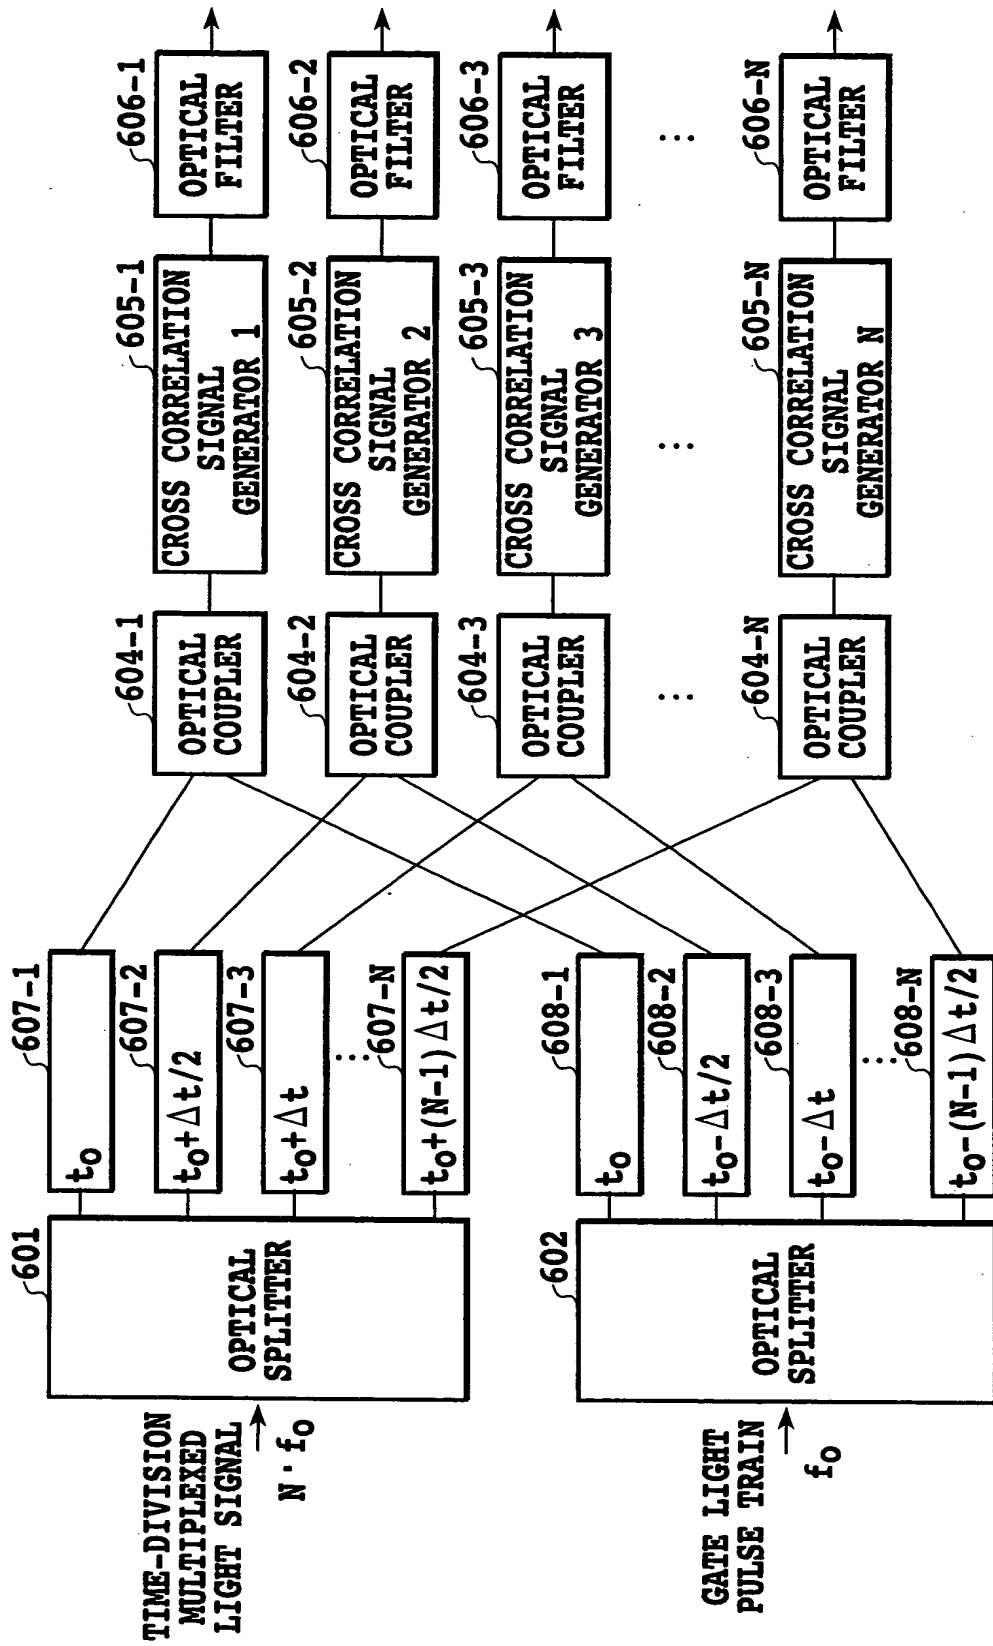 TIME-DIVISION
MULTIPLEXED
LIGHT SIGNAL
N · f0
601
OPTICAL
SPLITTER
607-1
t0
607-2
t0+Δt/2
607-3
t0+Δt
...
607-N
t0+(N-1)Δt/2
GATE LIGHT
PULSE TRAIN
f0
602
OPTICAL
SPLITTER
608-1
t0
608-2
t0-Δt/2
608-3
t0-Δt
...
608-N
t0-(N-1)Δt/2
604-1
OPTICAL
COUPLER
605-1
CROSS CORRELATION
SIGNAL
GENERATOR 1
606-1
OPTICAL
FILTER
604-2
OPTICAL
COUPLER
605-2
CROSS CORRELATION
SIGNAL
GENERATOR 2
606-2
OPTICAL
FILTER
604-3
OPTICAL
COUPLER
605-3
CROSS CORRELATION
SIGNAL
GENERATOR 3
606-3
OPTICAL
FILTER
...
...
...
604-N
OPTICAL
COUPLER
605-N
CROSS CORRELATION
SIGNAL
GENERATOR N
606-N
OPTICAL
FILTER